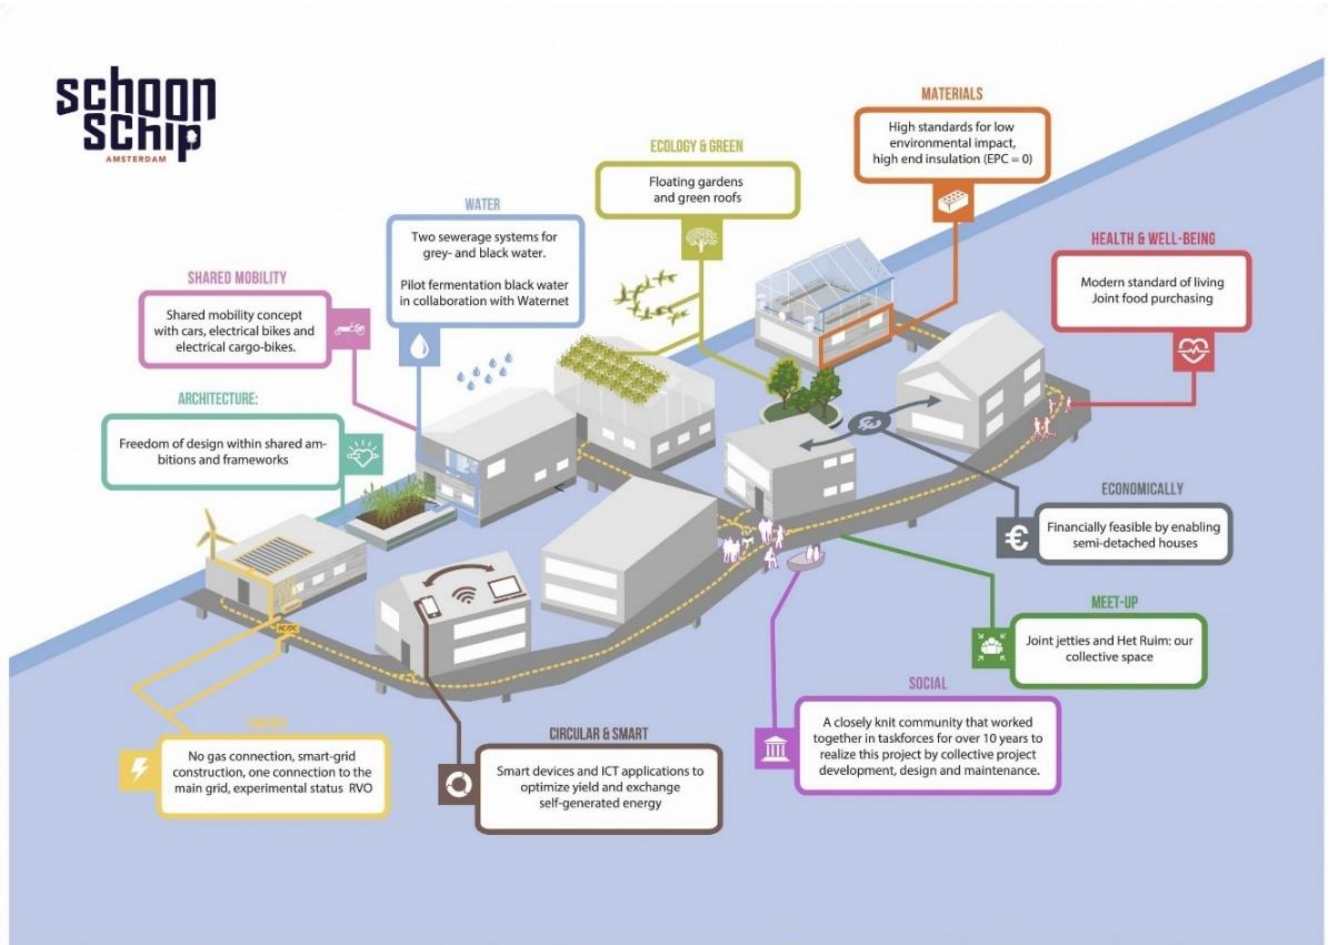 schoon
schip
AMSTERDAM
MATERIALS
High standards for low
environmental impact,
high end insulation (EPC = 0)
ECOLOGY & GREEN
Floating gardens
and green roofs
WATER
Two sewerage systems for
grey- and black water.
Pilot fermentation black water
in collaboration with Waternet
HEALTH & WELL-BEING
Modern standard of living
Joint food purchasing
SHARED MOBILITY
Shared mobility concept
with cars, electrical bikes and
electrical cargo-bikes.
ARCHITECTURE:
Freedom of design within shared am-
bitions and frameworks
ECONOMICALLY
€
Financially feasible by enabling
semi-detached houses
MEET-UP
Joint jetties and Het Ruim: our
collective space
AC/DC
SOCIAL
A closely knit community that worked
together in taskforces for over 10 years to
realize this project by collective project
development, design and maintenance.
No gas connection, smart-grid
construction, one connection to the
main grid, experimental status RVO
CIRCULAR & SMART
Smart devices and ICT applications to
optimize yield and exchange
self-generated energy